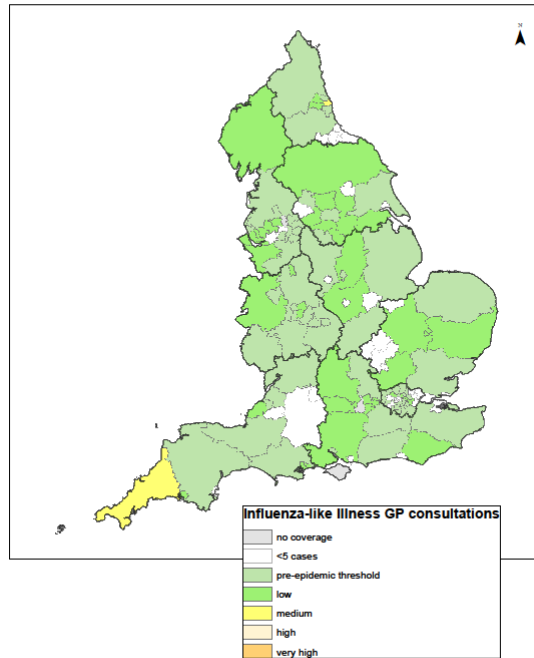 N
Influenza-like Illness GP consultations
no coverage
<5 cases
pre-epidemic threshold
low
medium
high
very high